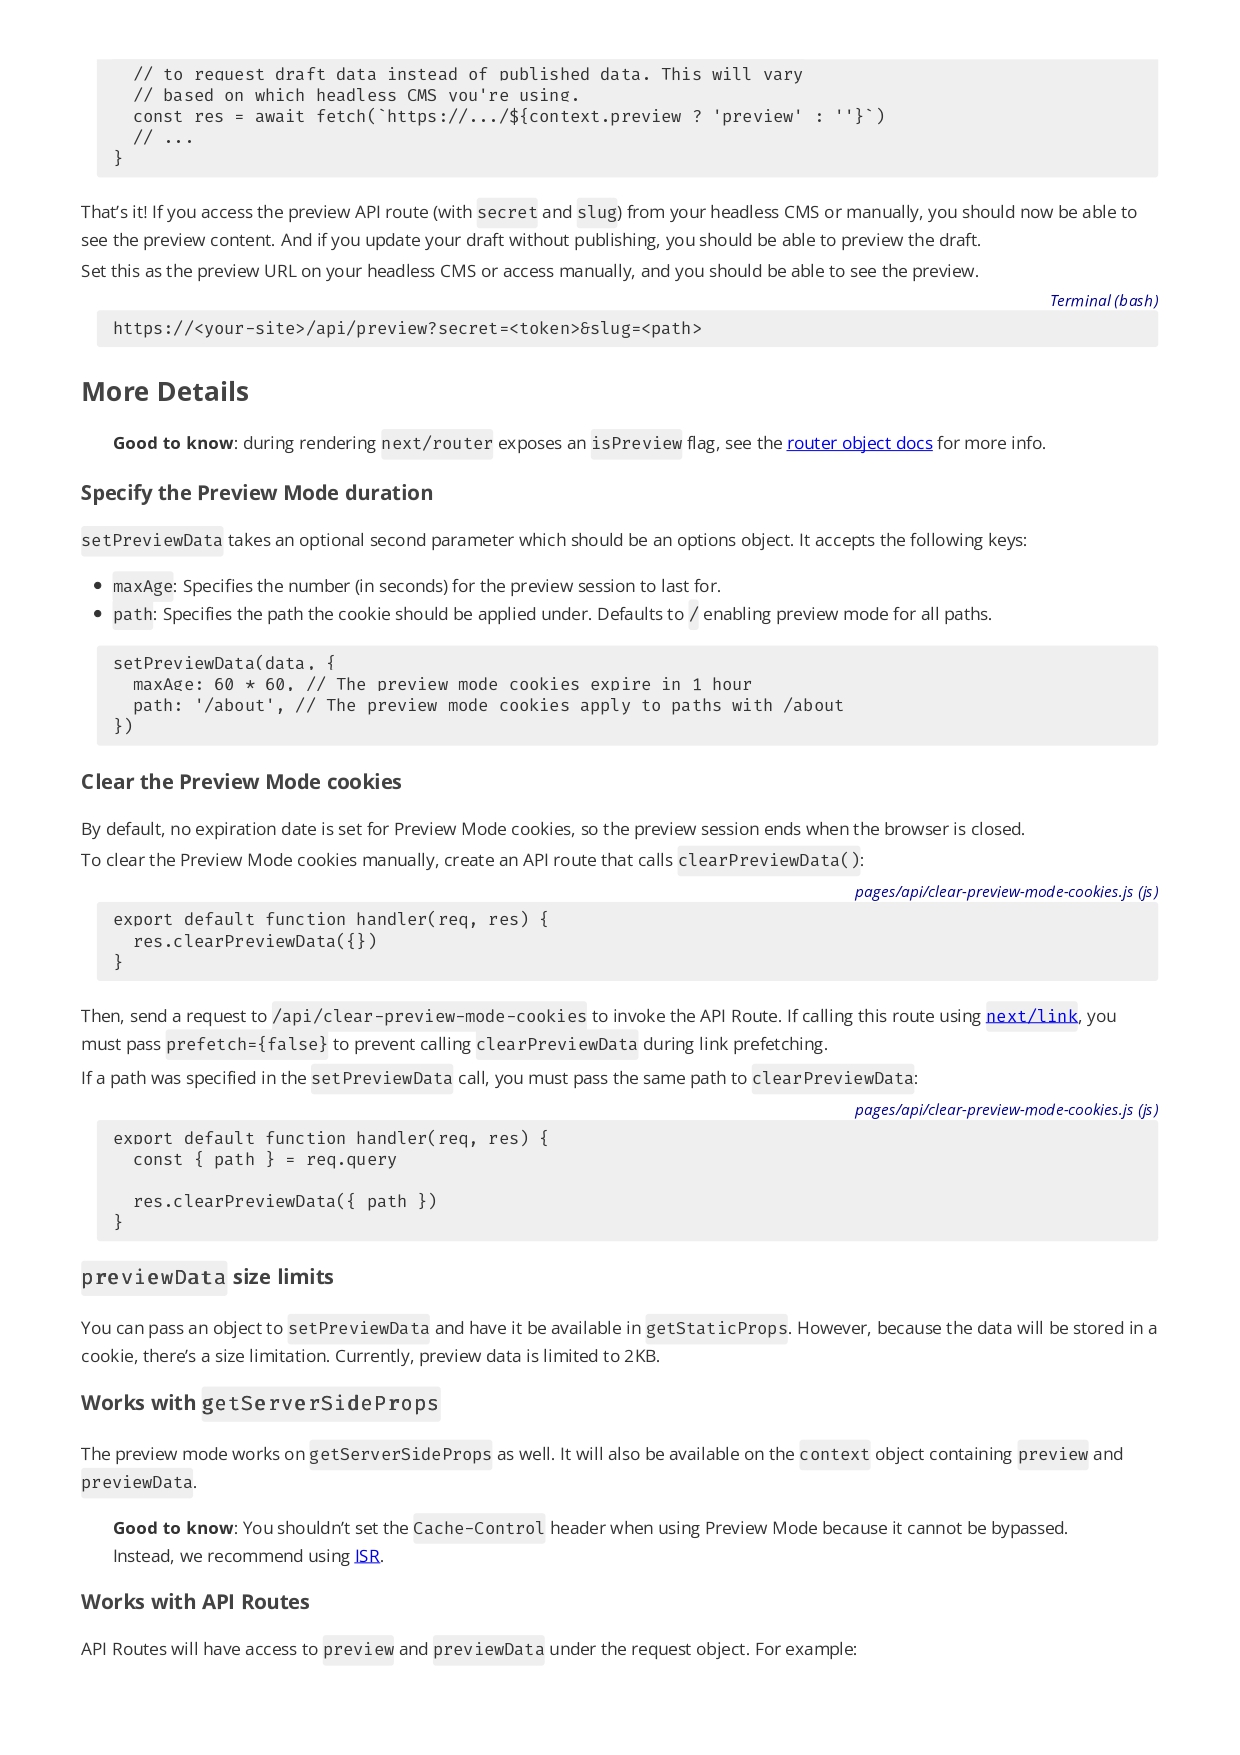 // to request draft data instead of published data. This will vary
// based on which headless CMS you're using.
const res = await fetch(`https://.../${context.preview ? 'preview' : ''}`)
// ...
}
That’s it! If you access the preview API route (with secret and slug) from your headless CMS or manually, you should now be able to
see the preview content. And if you update your draft without publishing, you should be able to preview the draft.
Set this as the preview URL on your headless CMS or access manually, and you should be able to see the preview.
Terminal (bash)
https://<your-site>/api/preview?secret=<token>&slug=<path>
More Details
Good to know: during rendering next/router exposes an isPreview flag, see the router object docs for more info.
Specify the Preview Mode duration
setPreviewData takes an optional second parameter which should be an options object. It accepts the following keys:
• maxAge: Specifies the number (in seconds) for the preview session to last for.
• path: Specifies the path the cookie should be applied under. Defaults to / enabling preview mode for all paths.
setPreviewData(data, {
maxAge: 60 * 60, // The preview mode cookies expire in 1 hour
path: '/about', // The preview mode cookies apply to paths with /about
})
Clear the Preview Mode cookies
By default, no expiration date is set for Preview Mode cookies, so the preview session ends when the browser is closed.
To clear the Preview Mode cookies manually, create an API route that calls clearPreviewData():
pages/api/clear-preview-mode-cookies.js (js)
export default function handler(req, res) {
res.clearPreviewData({})
}
Then, send a request to /api/clear-preview-mode-cookies to invoke the API Route. If calling this route using next/link, you
must pass prefetch={false} to prevent calling clearPreviewData during link prefetching.
If a path was specified in the setPreviewData call, you must pass the same path to clearPreviewData:
pages/api/clear-preview-mode-cookies.js (js)
export default function handler(req, res) {
const { path } = req.query
res.clearPreviewData({ path })
}
previewData size limits
You can pass an object to setPreviewData and have it be available in getStaticProps. However, because the data will be stored in a
cookie, there’s a size limitation. Currently, preview data is limited to 2KB.
Works with getServerSideProps
The preview mode works on getServerSideProps as well. It will also be available on the context object containing preview and
previewData.
Good to know: You shouldn’t set the Cache-Control header when using Preview Mode because it cannot be bypassed.
Instead, we recommend using ISR.
Works with API Routes
API Routes will have access to preview and previewData under the request object. For example: